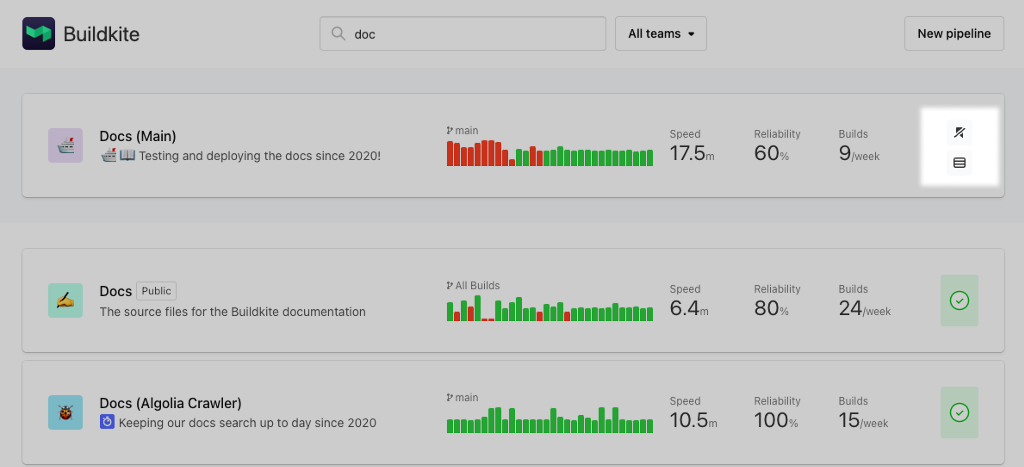 Buildkite
doc
All teams
New pipeline
Docs (Main)
Testing and deploying the docs since 2020!
main
Speed
17.5m
Reliability
60%
Builds
9/week
Docs Public
The source files for the Buildkite documentation
All Builds
Speed
6.4m
Reliability
80%
Builds
24/week
Docs (Algolia Crawler)
Keeping our docs search up to day since 2020
main
Speed
10.5m
Reliability
100%
Builds
15/week